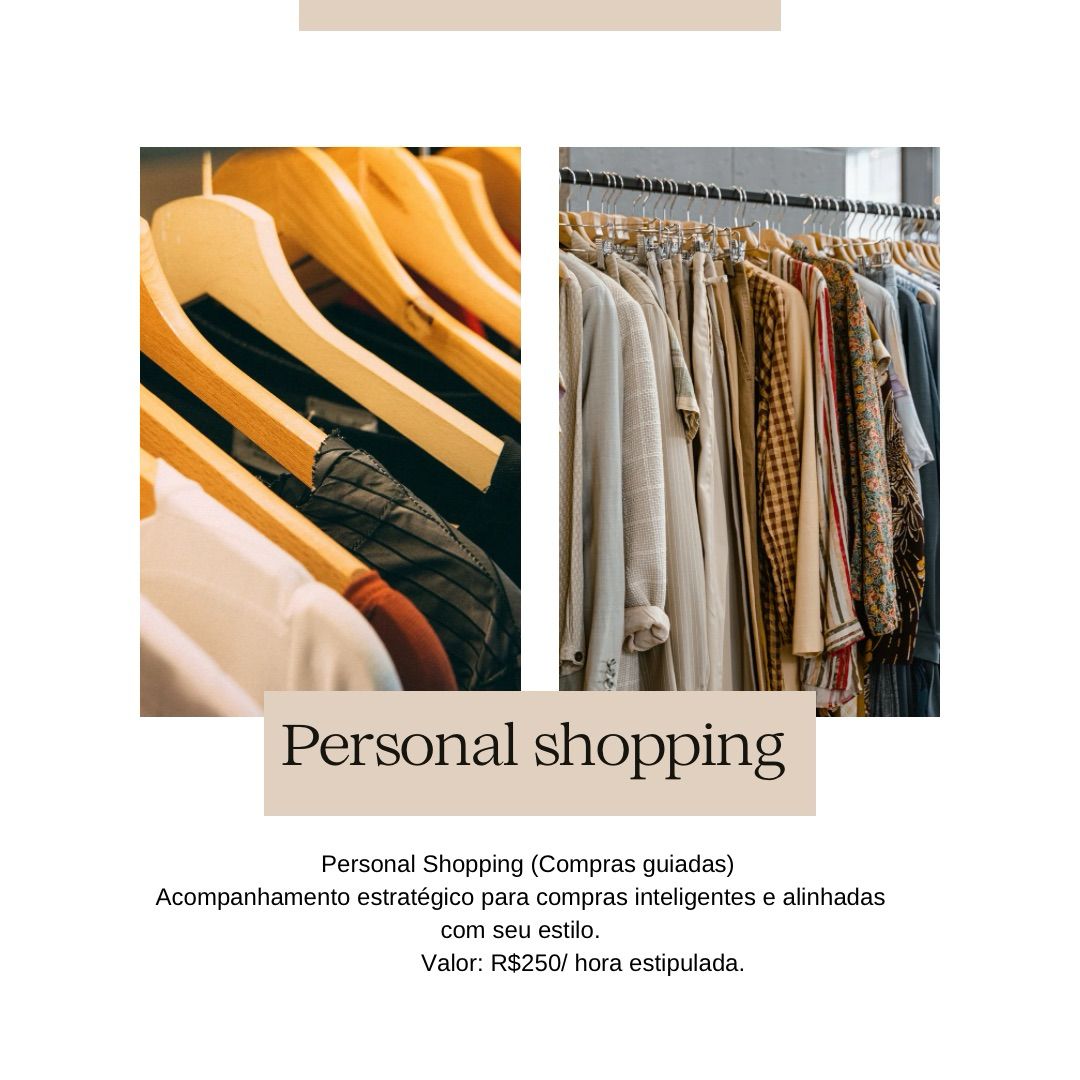 Personal shopping
Personal Shopping (Compras guiadas)
Acompanhamento estratégico para compras inteligentes e alinhadas
com seu estilo.
Valor: R$250/ hora estipulada.